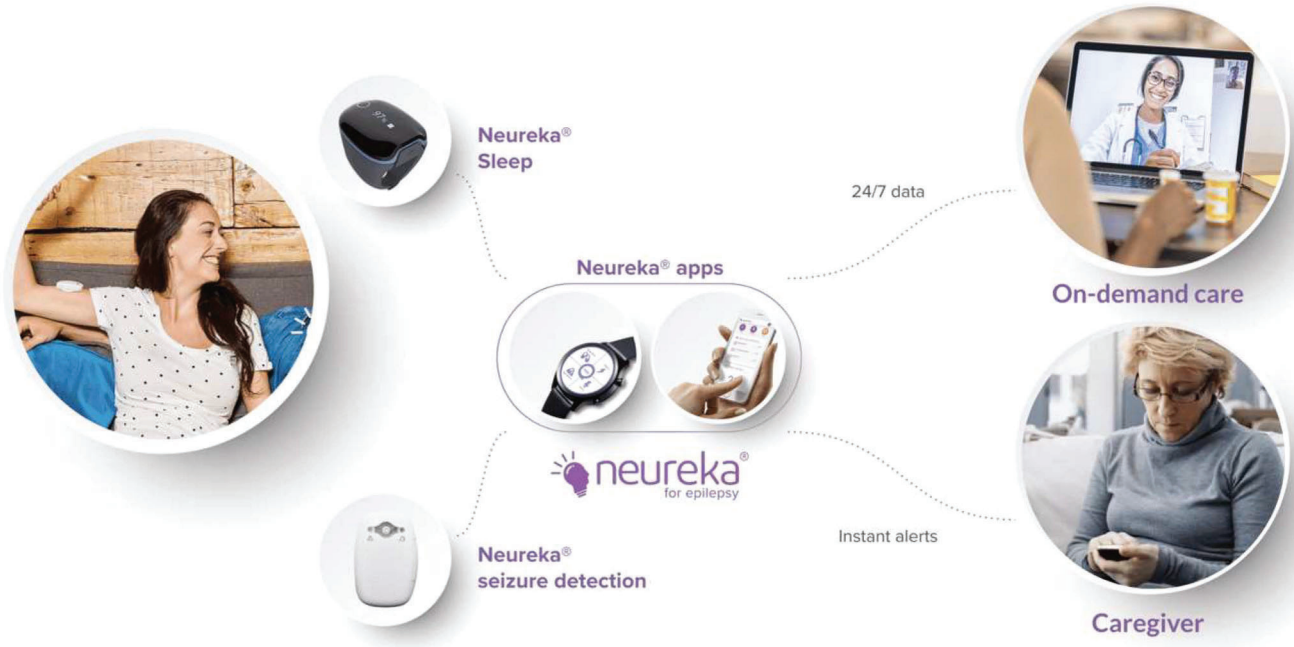 Neureka®
Sleep
24/7 data
Neureka® apps
On-demand care
neureka®
for epilepsy
Instant alerts
Neureka®
seizure detection
Caregiver